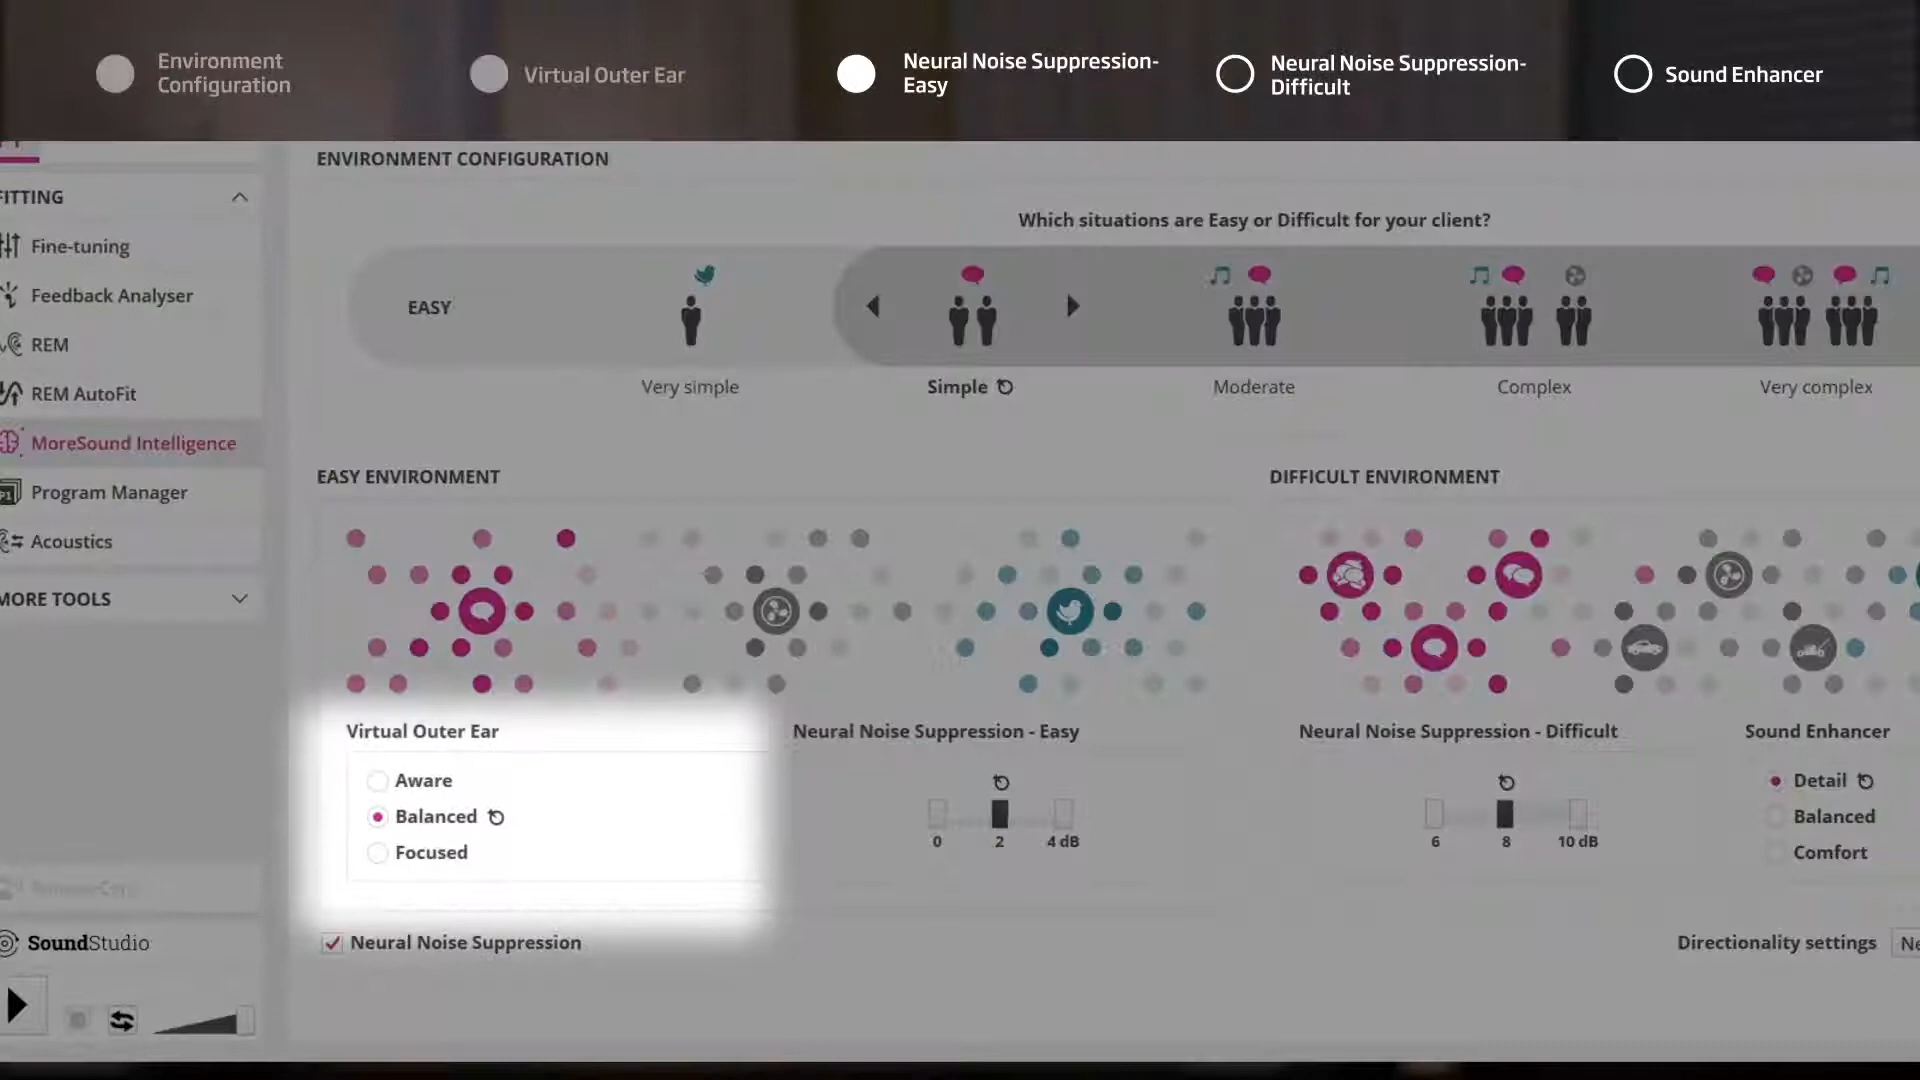 Environment
Configuration
Virtual Outer Ear
Neural Noise Suppression-
Easy
Neural Noise Suppression-
Difficult
Sound Enhancer
FITTING
Fine-tuning
Feedback Analyser
REM
REM AutoFit
MoreSound Intelligence
Program Manager
Acoustics
MORE TOOLS
SoundStudio
ENVIRONMENT CONFIGURATION
Which situations are Easy or Difficult for your client?
EASY
Very simple
Simple
Moderate
Complex
Very complex
EASY ENVIRONMENT
DIFFICULT ENVIRONMENT
Virtual Outer Ear
Aware
Balanced
Focused
Neural Noise Suppression - Easy
0 2 4 dB
Neural Noise Suppression - Difficult
6 8 10 dB
Sound Enhancer
Detail
Balanced
Comfort
Neural Noise Suppression
Directionality settings